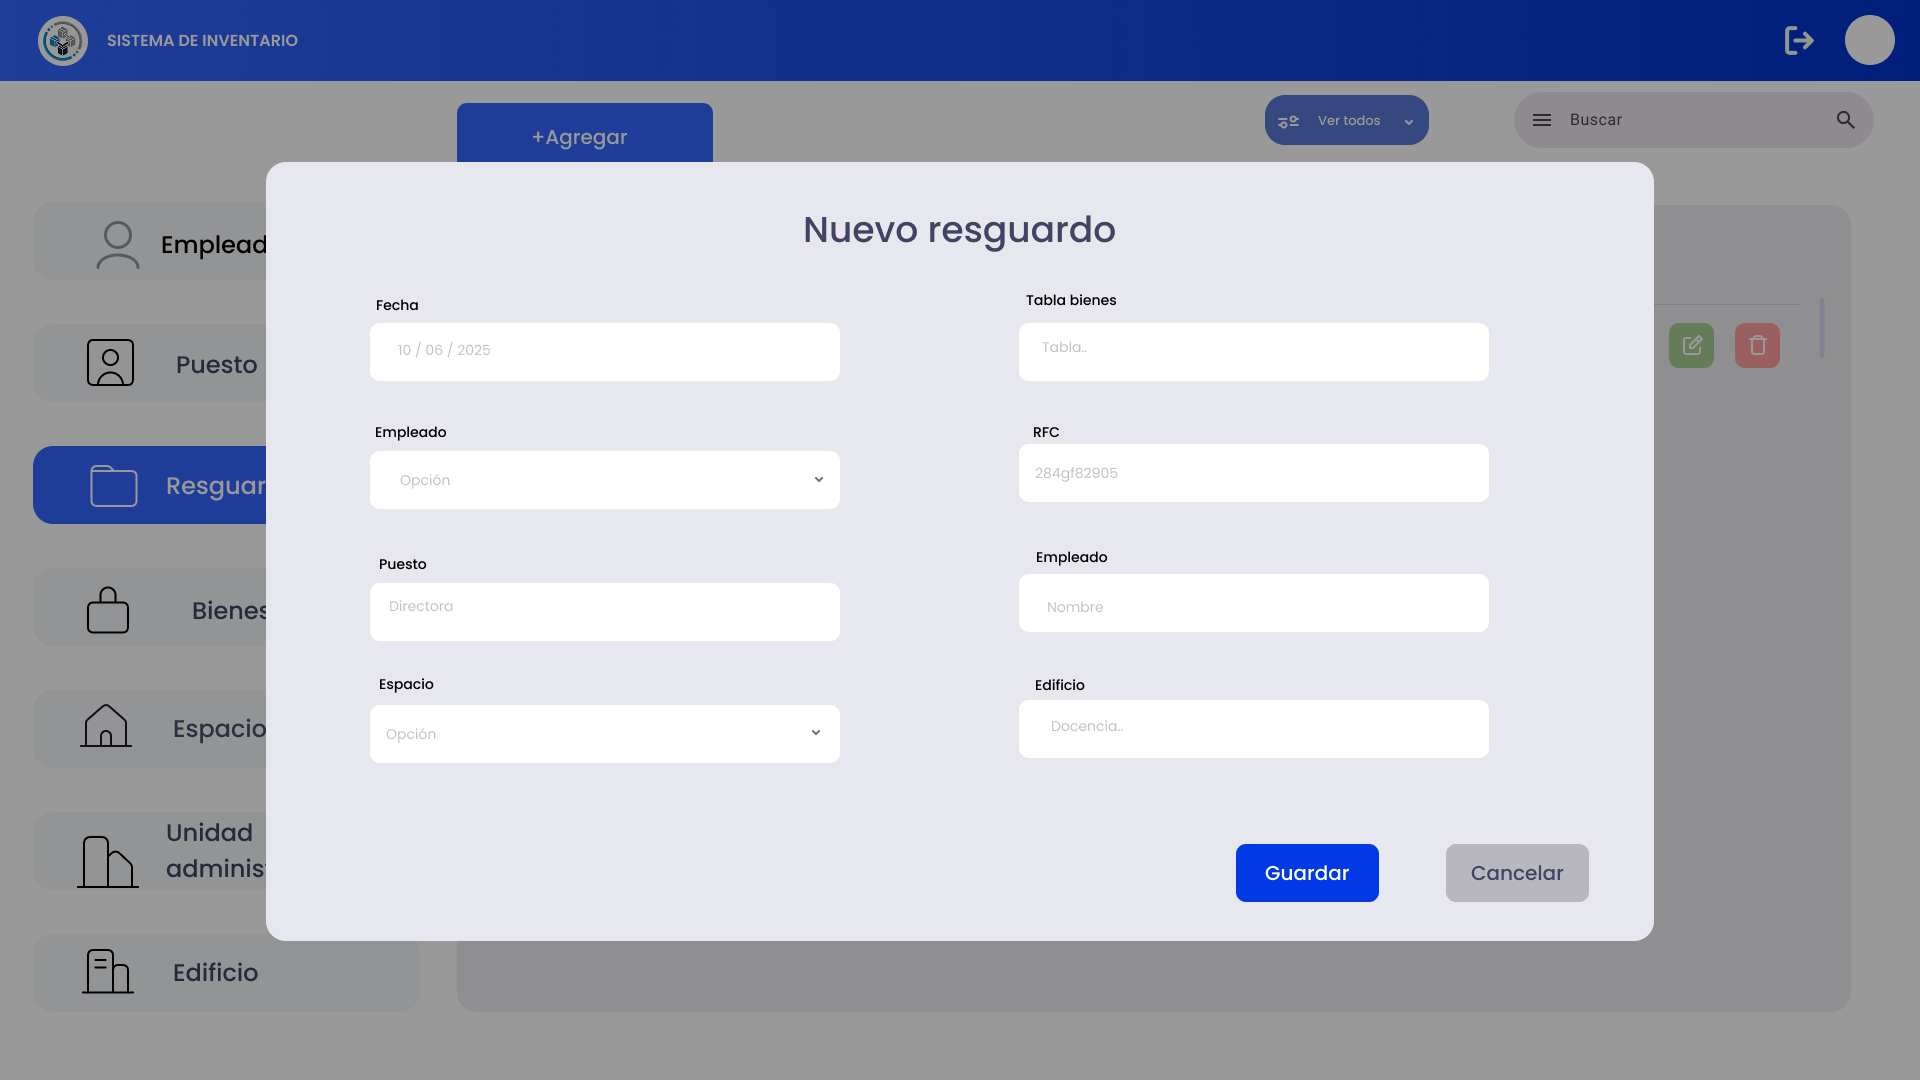 SISTEMA DE INVENTARIO
+Agregar
Ver todos
Buscar
Emplead
Puesto
Resguar
Bienes
Espacio
Unidad
adminis
Edificio
Nuevo resguardo
Fecha
10 / 06 / 2025
Tabla bienes
Tabla..
Empleado
Opción
RFC
284gf82905
Puesto
Directora
Empleado
Nombre
Espacio
Opción
Edificio
Docencia..
Guardar
Cancelar